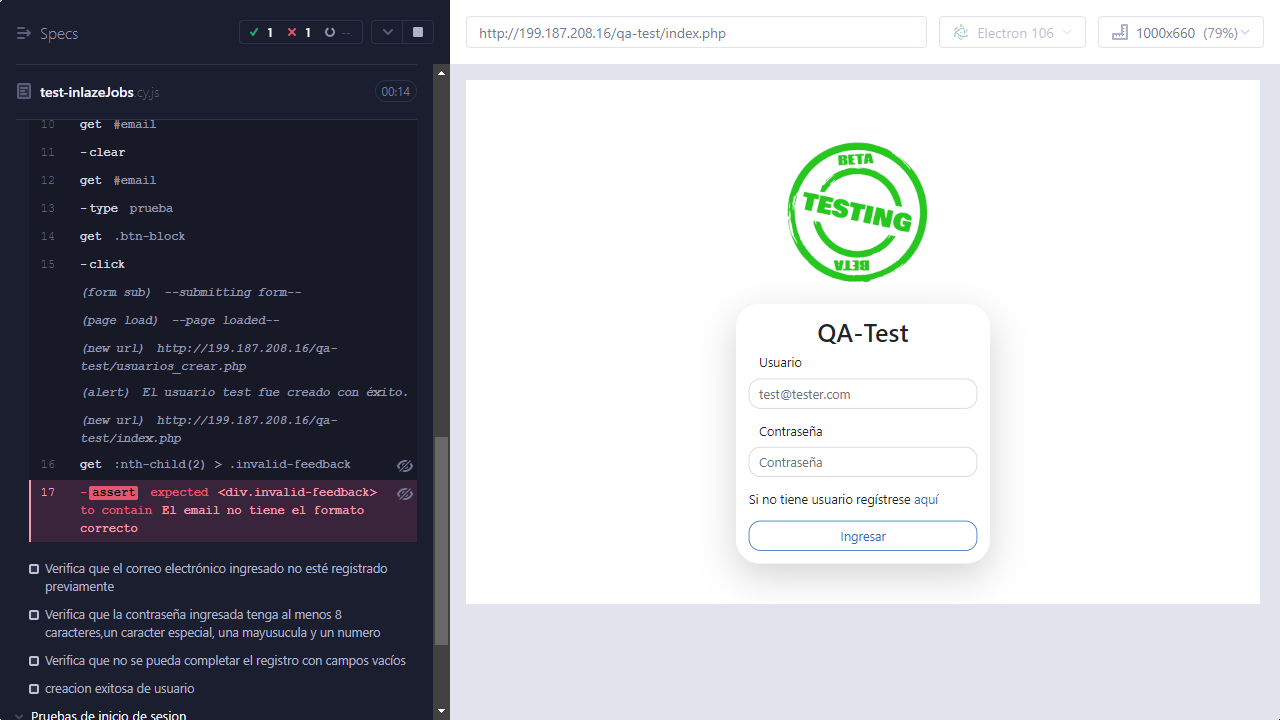 Specs
1
1
--
http://199.187.208.16/qa-test/index.php
Electron 106
1000x660 (79%)
test-inlazeJobs.cy.js
00:14
10 get #email
11 -clear
12 get #email
13 -type prueba
14 get .btn-block
15 -click
(form sub) --submitting form--
(page load) --page loaded--
(new url) http://199.187.208.16/qa-
test/usuarios_crear.php
(alert) El usuario test fue creado con éxito.
(new url) http://199.187.208.16/qa-
test/index.php
16 get :nth-child(2) > .invalid-feedback
17 -assert expected <div.invalid-feedback>
to contain El email no tiene el formato
correcto
Verifica que el correo electrónico ingresado no esté registrado
previamente
Verifica que la contraseña ingresada tenga al menos 8
caracteres,un caracter especial, una mayusucula y un numero
Verifica que no se pueda completar el registro con campos vacíos
creacion exitosa de usuario
Pruebas de inicio de sesion
BETA
TESTING
BETA
QA-Test
Usuario
test@tester.com
Contraseña
Contraseña
Si no tiene usuario regístrese aquí
Ingresar